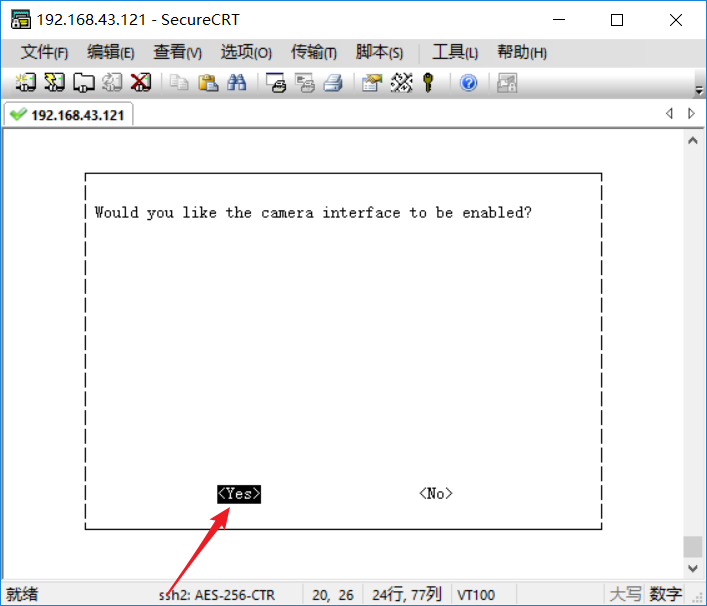 192.168.43.121 - SecureCRT
文件(F) 编辑(E) 查看(V) 选项(O) 传输(T) 脚本(S) 工具(L) 帮助(H)
192.168.43.121
Would you like the camera interface to be enabled?
<Yes> <No>
就绪 ssh2: AES-256-CTR 20, 26 24行, 77列 VT100 大写 数字